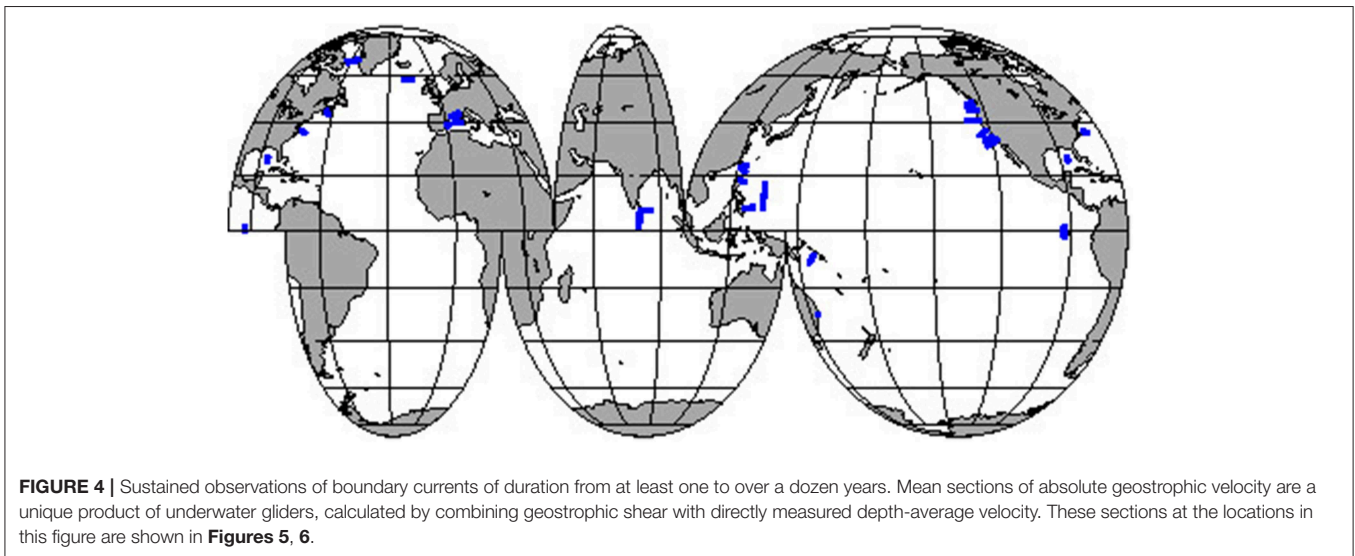 FIGURE 4 | Sustained observations of boundary currents of duration from at least one to over a dozen years. Mean sections of absolute geostrophic velocity are a
unique product of underwater gliders, calculated by combining geostrophic shear with directly measured depth-average velocity. These sections at the locations in
this figure are shown in Figures 5, 6.